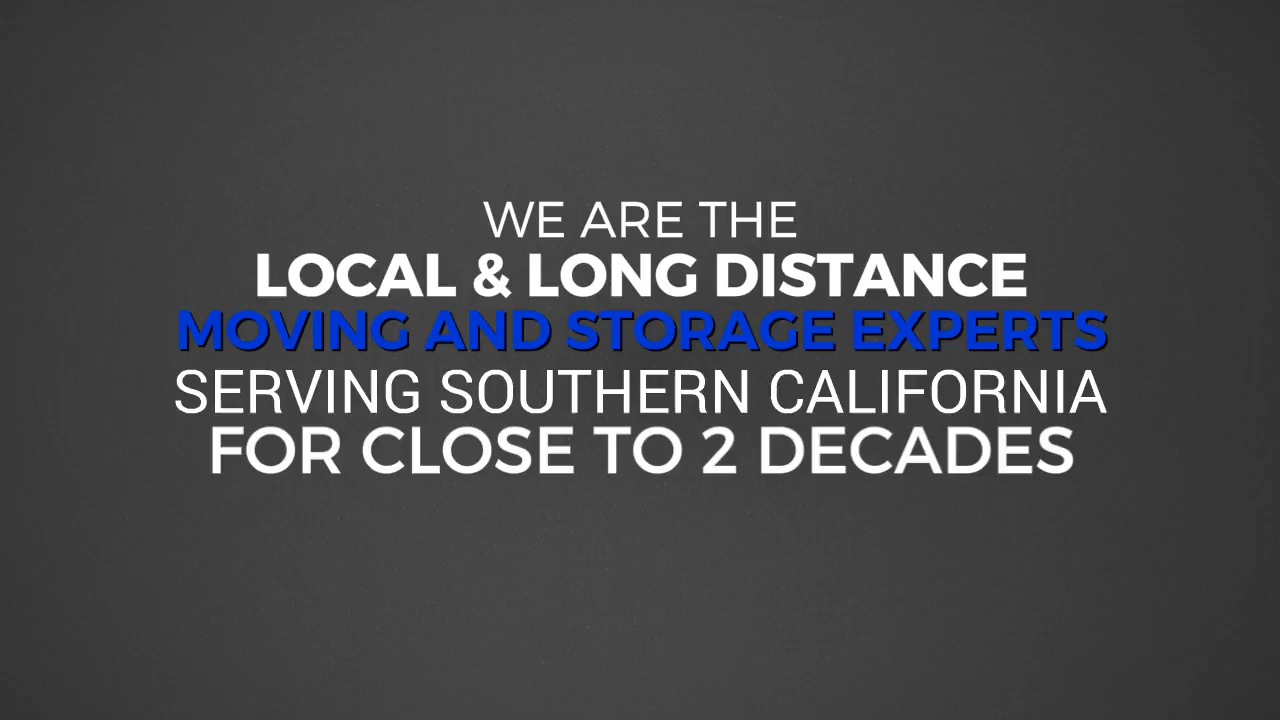 WE ARE THE
LOCAL & LONG DISTANCE
MOVING AND STORAGE EXPERTS
SERVING SOUTHERN CALIFORNIA
FOR CLOSE TO 2 DECADES